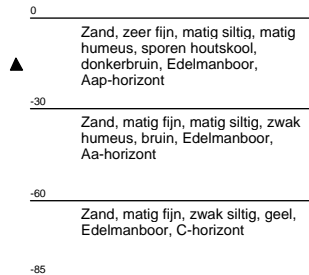 0
Zand, zeer fijn, matig siltig, matig
humeus, sporen houtskool,
donkerbruin, Edelmanboor,
Aap-horizont
-30
Zand, matig fijn, matig siltig, zwak
humeus, bruin, Edelmanboor,
Aa-horizont
-60
Zand, matig fijn, zwak siltig, geel,
Edelmanboor, C-horizont
-85